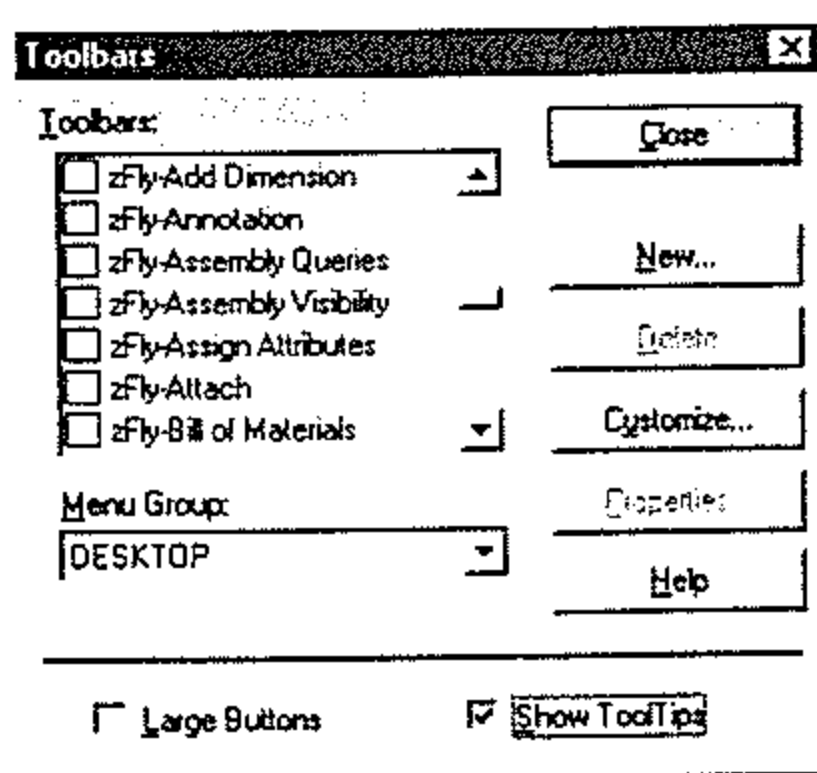 Toolbars
Toolbars:
zFly-Add Dimension
zFly-Annotation
zFly-Assembly Queries
zFly-Assembly Visibility
zFly-Assign Attributes
zFly-Attach
zFly-Bill of Materials
Menu Group:
DESKTOP
Close
New...
Delete
Customize...
Properties
Help
Large Buttons
Show ToolTips